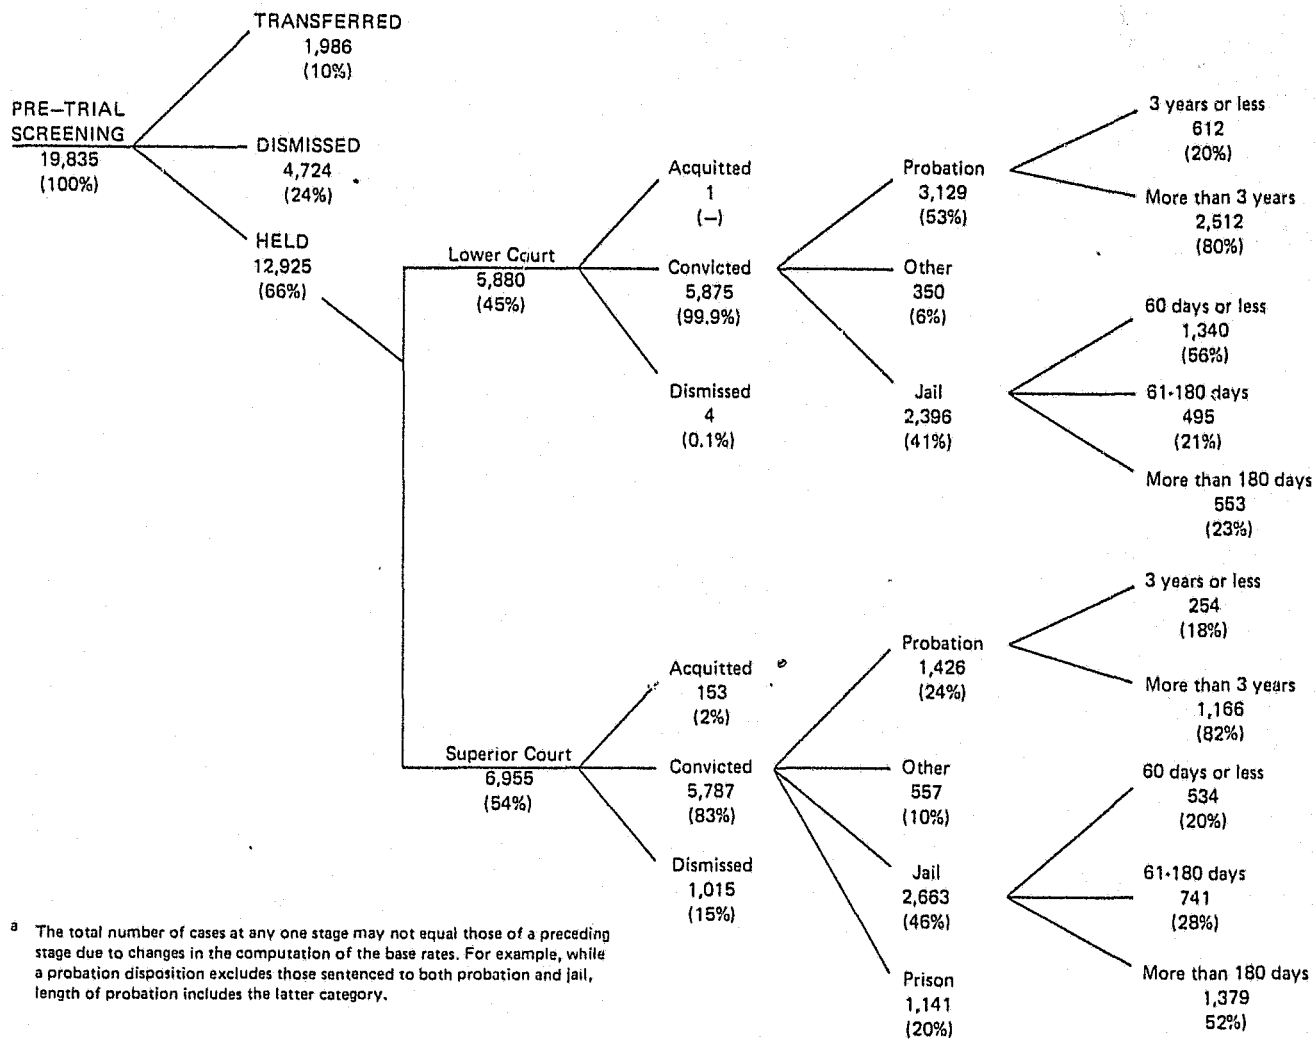 TRANSFERRED
1,986
(10%)
PRE–TRIAL
SCREENING
19,835
(100%)
DISMISSED
4,724
(24%)
HELD
12,925
(66%)
Lower Court
5,880
(45%)
Acquitted
1
(–)
Convicted
5,875
(99.9%)
Dismissed
4
(0.1%)
Probation
3,129
(53%)
Other
350
(6%)
Jail
2,396
(41%)
3 years or less
612
(20%)
More than 3 years
2,512
(80%)
60 days or less
1,340
(56%)
61-180 days
495
(21%)
More than 180 days
553
(23%)
Superior Court
6,955
(54%)
Acquitted
153
(2%)
Convicted
5,787
(83%)
Dismissed
1,015
(15%)
Probation
1,426
(24%)
Other
557
(10%)
Jail
2,663
(46%)
Prison
1,141
(20%)
3 years or less
254
(18%)
More than 3 years
1,166
(82%)
60 days or less
534
(20%)
61-180 days
741
(28%)
More than 180 days
1,379
52%)
a The total number of cases at any one stage may not equal those of a preceding
stage due to changes in the computation of the base rates. For example, while
a probation disposition excludes those sentenced to both probation and jail,
length of probation includes the latter category.